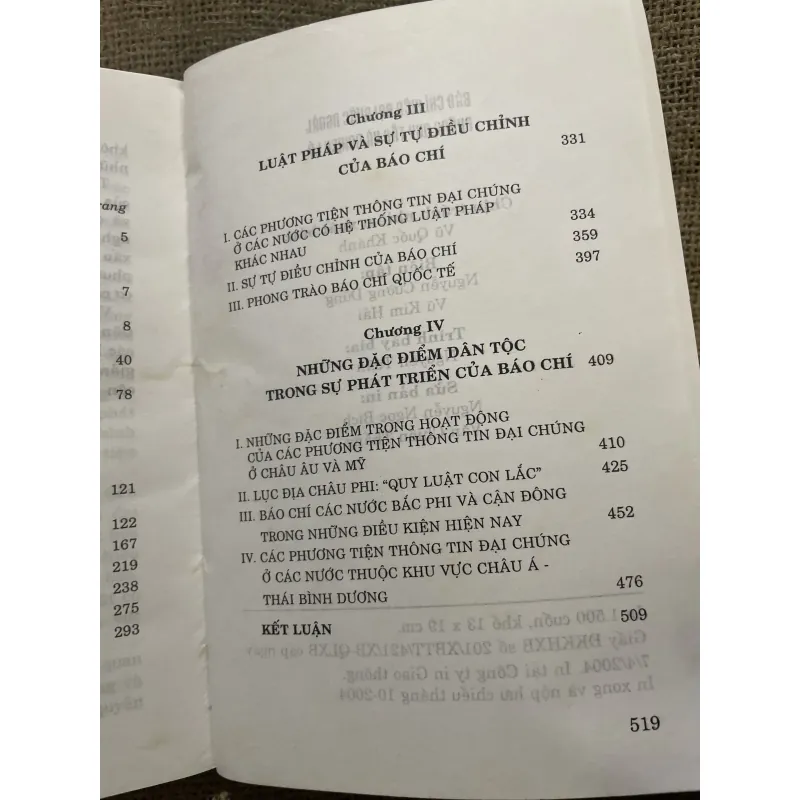 rang
5
7
8
40
78
121
122
167
219
238
275
293
Chương III
LUẬT PHÁP VÀ SỰ TỰ ĐIỀU CHỈNH
CỦA BÁO CHÍ 331
I. CÁC PHƯƠNG TIỆN THÔNG TIN ĐẠI CHÚNG
Ở CÁC NƯỚC CÓ HỆ THỐNG LUẬT PHÁP
KHÁC NHAU 334
II. SỰ TỰ ĐIỀU CHỈNH CỦA BÁO CHÍ 359
III. PHONG TRÀO BÁO CHÍ QUỐC TẾ 397
Chương IV
NHỮNG ĐẶC ĐIỂM DÂN TỘC
TRONG SỰ PHÁT TRIỂN CỦA BÁO CHÍ 409
I. NHỮNG ĐẶC ĐIỂM TRONG HOẠT ĐỘNG
CỦA CÁC PHƯƠNG TIỆN THÔNG TIN ĐẠI CHÚNG
Ở CHÂU ÂU VÀ MỸ 410
II. LỤC ĐỊA CHÂU PHI: “QUY LUẬT CON LẮC” 425
III. BÁO CHÍ CÁC NƯỚC BẮC PHI VÀ CẬN ĐÔNG
TRONG NHỮNG ĐIỀU KIỆN HIỆN NAY 452
IV. CÁC PHƯƠNG TIỆN THÔNG TIN ĐẠI CHÚNG
Ở CÁC NƯỚC THUỘC KHU VỰC CHÂU Á -
THÁI BÌNH DƯƠNG 476
KẾT LUẬN 509
519